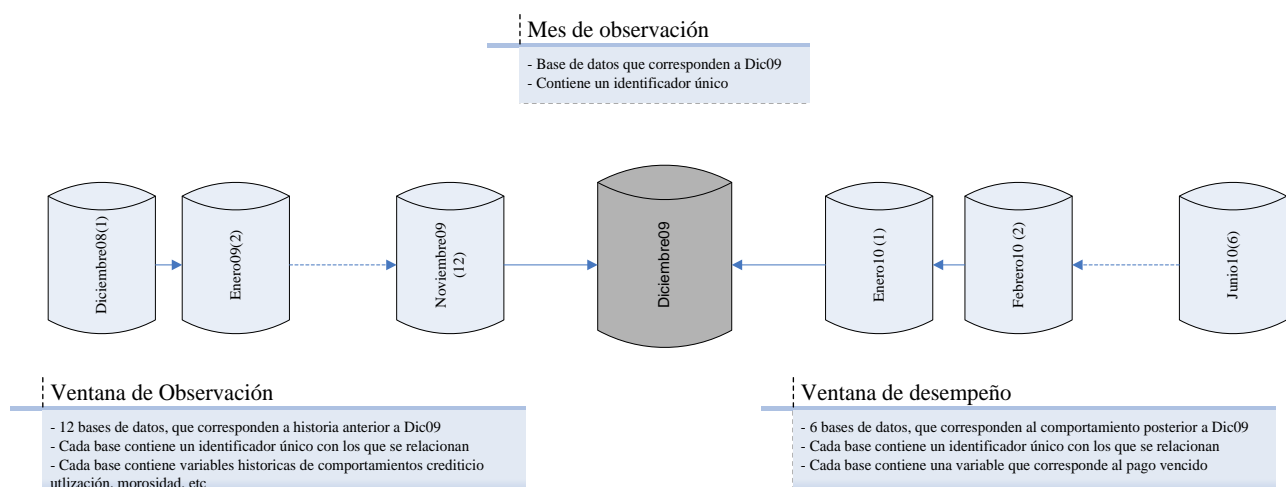 Mes de observación
- Base de datos que corresponden a Dic09
- Contiene un identificador único
Diciembre08(1)
Enero09(2)
Noviembre09
(12)
Diciembre09
Enero10 (1)
Febrero10 (2)
Junio10(6)
Ventana de Observación
- 12 bases de datos, que corresponden a historia anterior a Dic09
- Cada base contiene un identificador único con los que se relacionan
- Cada base contiene variables historicas de comportamientos crediticio
utlización, morosidad, etc
Ventana de desempeño
- 6 bases de datos, que corresponden al comportamiento posterior a Dic09
- Cada base contiene un identificador único con los que se relacionan
- Cada base contiene una variable que corresponde al pago vencido